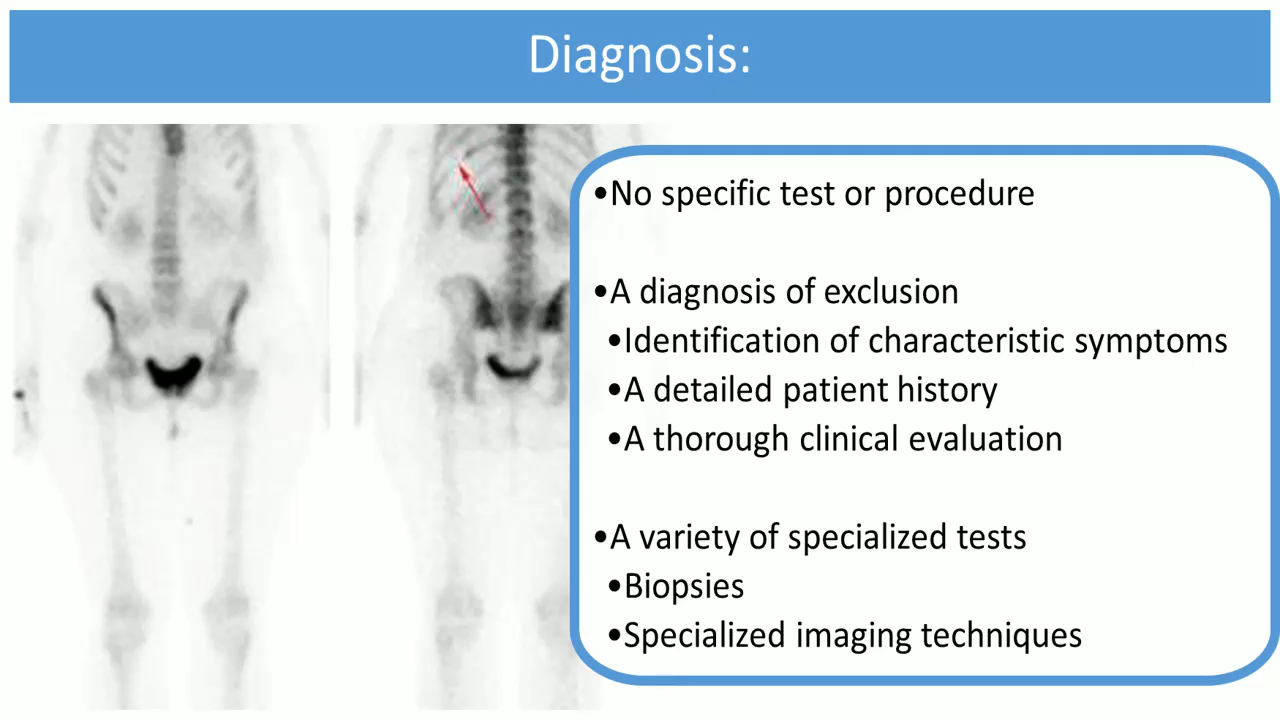 Diagnosis:
•No specific test or procedure
•A diagnosis of exclusion
•Identification of characteristic symptoms
•A detailed patient history
•A thorough clinical evaluation
•A variety of specialized tests
•Biopsies
•Specialized imaging techniques